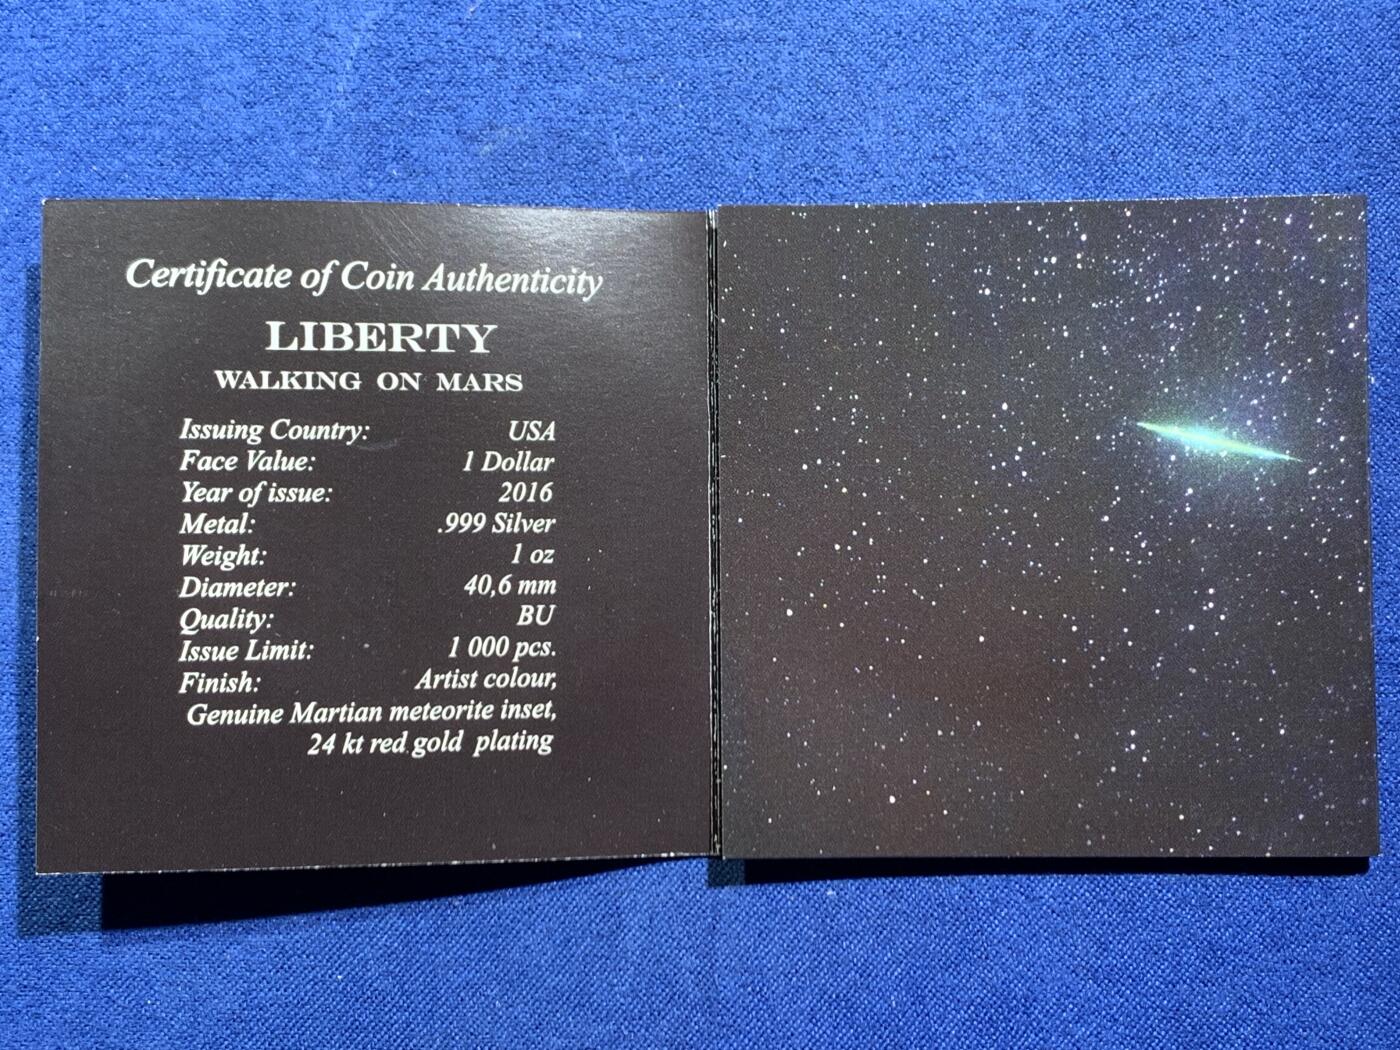 Certificate of Coin Authenticity
LIBERTY
WALKING ON MARS
Issuing Country: USA
Face Value: 1 Dollar
Year of issue: 2016
Metal: .999 Silver
Weight: 1 oz
Diameter: 40,6 mm
Quality: BU
Issue Limit: 1 000 pcs.
Finish: Artist colour,
Genuine Martian meteorite inset,
24 kt red gold plating